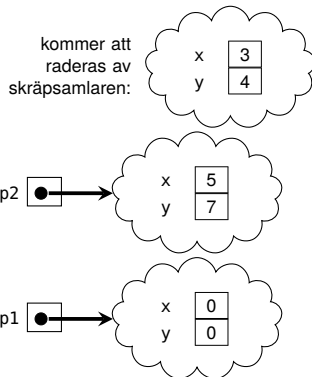 kommer att
raderas av
skräpsamlaren:
x 3
y 4
p2
x 5
y 7
p1
x 0
y 0